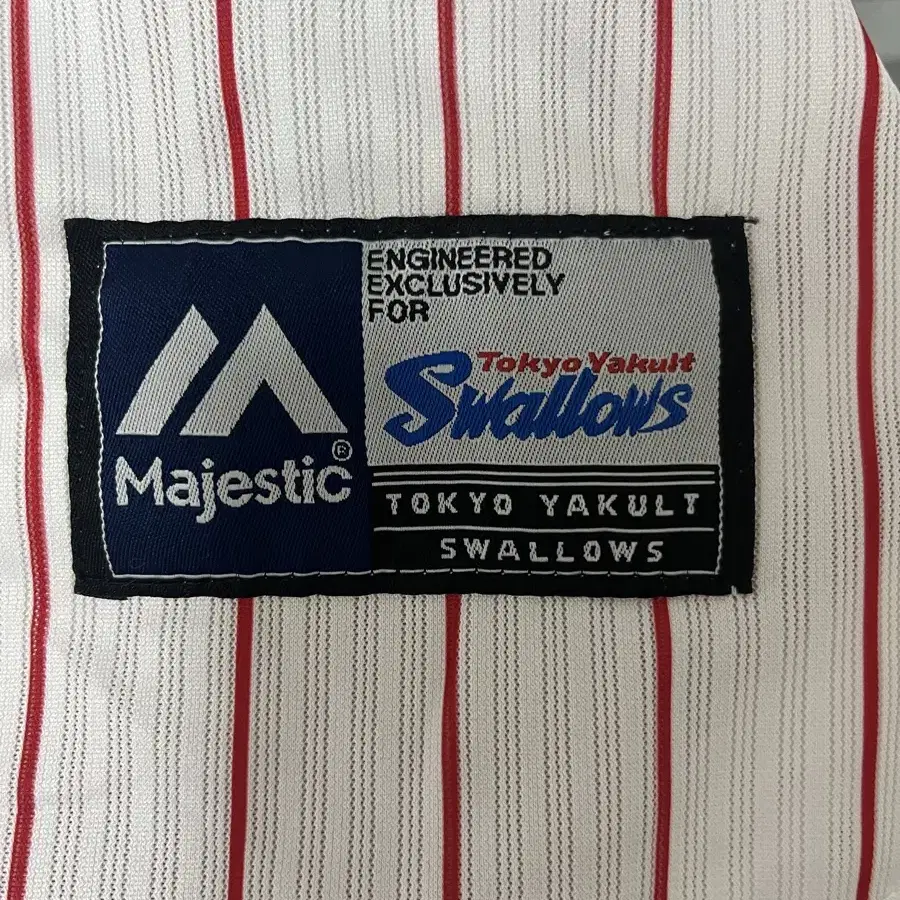 Majestic®
ENGINEERED
EXCLUSIVELY
FOR
Tokyo Yakult
Swallows
TOKYO YAKULT
SWALLOWS